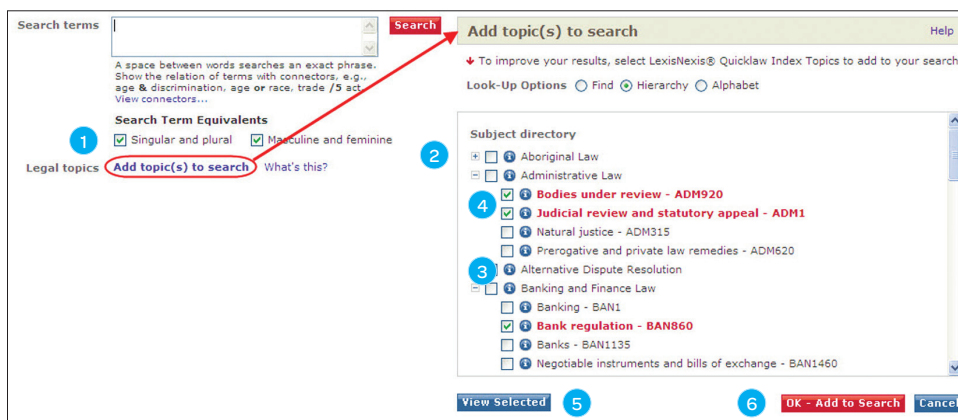 Search terms
Search
A space between words searches an exact phrase.
Show the relation of terms with connectors, e.g.,
age & discrimination, age or race, trade /5 act.
View connectors...
Search Term Equivalents
1
Singular and plural Masculine and feminine
Legal topics Add topic(s) to search What's this?
Add topic(s) to search Help
To improve your results, select LexisNexis® Quicklaw Index Topics to add to your search
Look-Up Options Find Hierarchy Alphabet
Subject directory
2
Aboriginal Law
Administrative Law
4
Bodies under review - ADM920
Judicial review and statutory appeal - ADM1
Natural justice - ADM315
Prerogative and private law remedies - ADM620
3
Alternative Dispute Resolution
Banking and Finance Law
Banking - BAN1
Bank regulation - BAN860
Banks - BAN1135
Negotiable instruments and bills of exchange - BAN1460
View Selected 5 6 OK - Add to Search Cancel